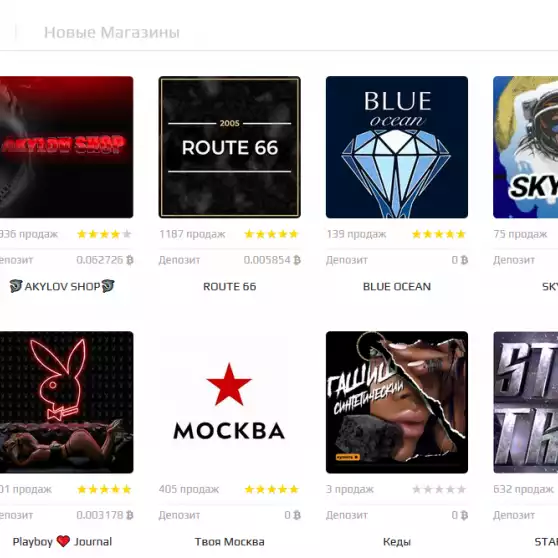 Новые Магазины
AKYLOV SHOP
2005
ROUTE 66
BLUE
ocean
SKY
936 продаж
1187 продаж
139 продаж
75 продаж
Депозит 0.062726 ₿
Депозит 0.005854 ₿
Депозит 0 ₿
Депозит
AKYLOV SHOP
ROUTE 66
BLUE OCEAN
SKY
МОСКВА
ГАШИШ
СИНТЕТИЧЕСКИЙ
01 продаж
405 продаж
3 продаж
632 продаж
епозит 0.003178 ₿
Депозит 0 ₿
Депозит 0 ₿
Депозит
Playboy ❤ Journal
Твоя Москва
Кеды
STA